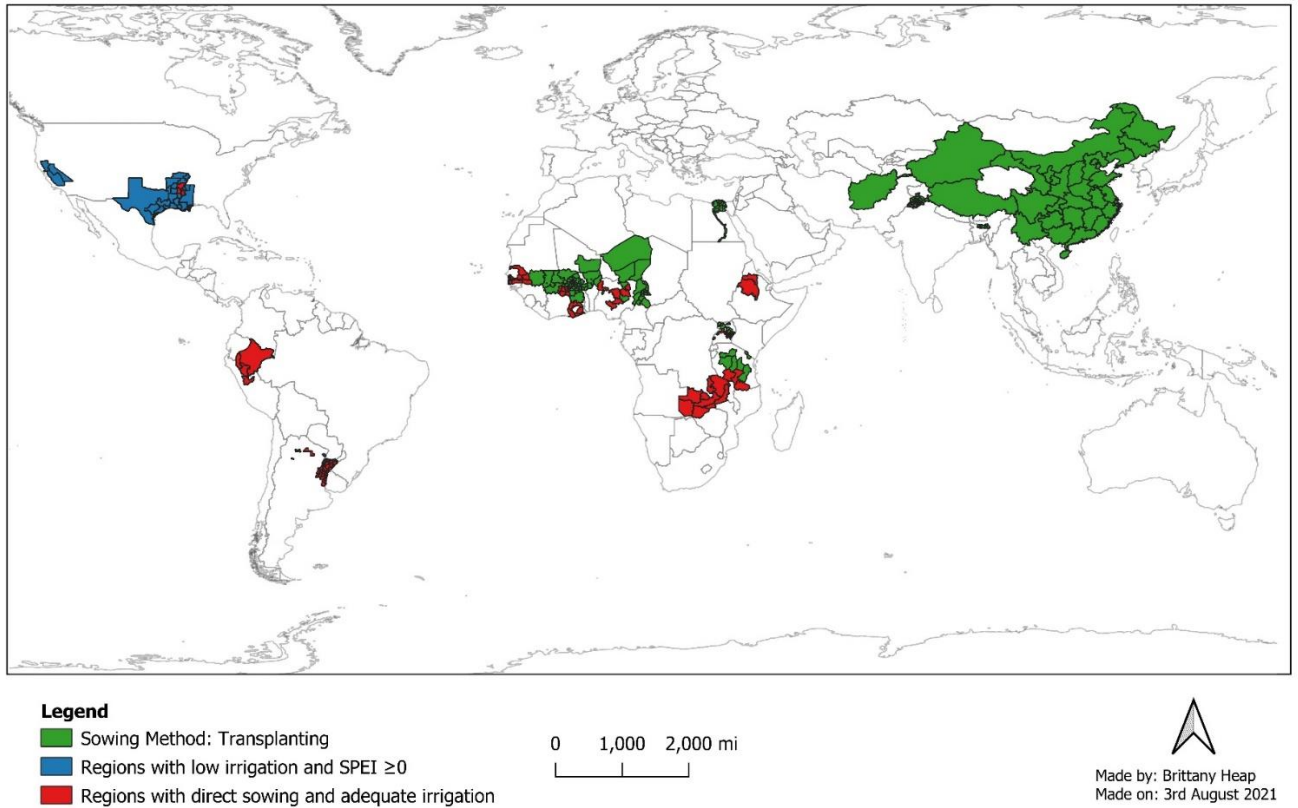 Legend
Sowing Method: Transplanting
Regions with low irrigation and SPEI ≥0
Regions with direct sowing and adequate irrigation
0 1,000 2,000 mi
Made by: Brittany Heap
Made on: 3rd August 2021